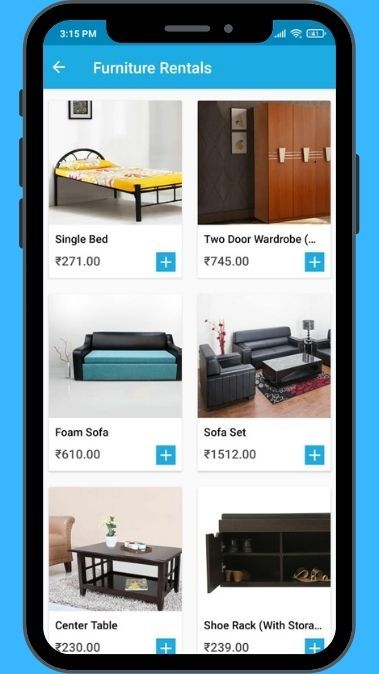 3:15 PM
41
Furniture Rentals
Single Bed
Two Door Wardrobe (...
₹271.00
₹745.00
Foam Sofa
Sofa Set
₹610.00
₹1512.00
Center Table
Shoe Rack (With Stora...
₹230.00
₹239.00